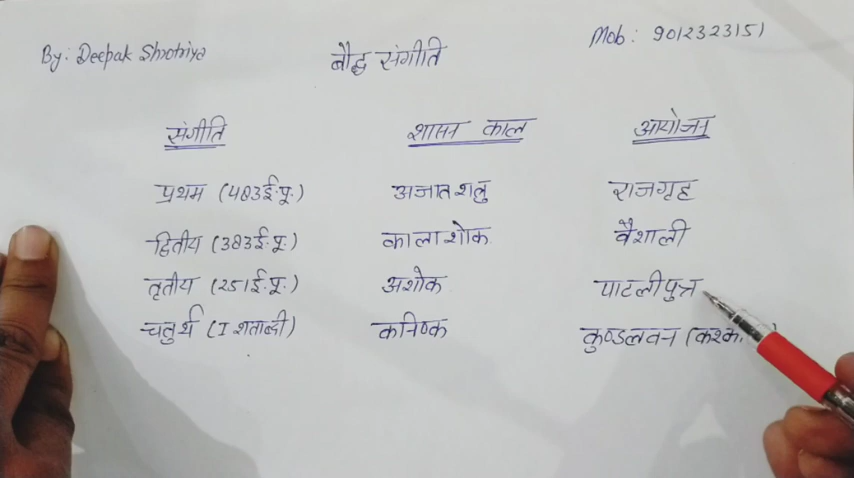 By: Deepak Shrotriya
Mob: 9012323151
बौद्ध संगीति
संगीति शासन काल आयोजन
प्रथम (483ई.पू.) अजातशत्रु राजगृह
द्वितीय (383ई.पू.) कालाशोक वैशाली
तृतीय (251ई.पू.) अशोक पाटलीपुत्र
चतुर्थ (I शताब्दी) कनिष्क कुण्डलवन